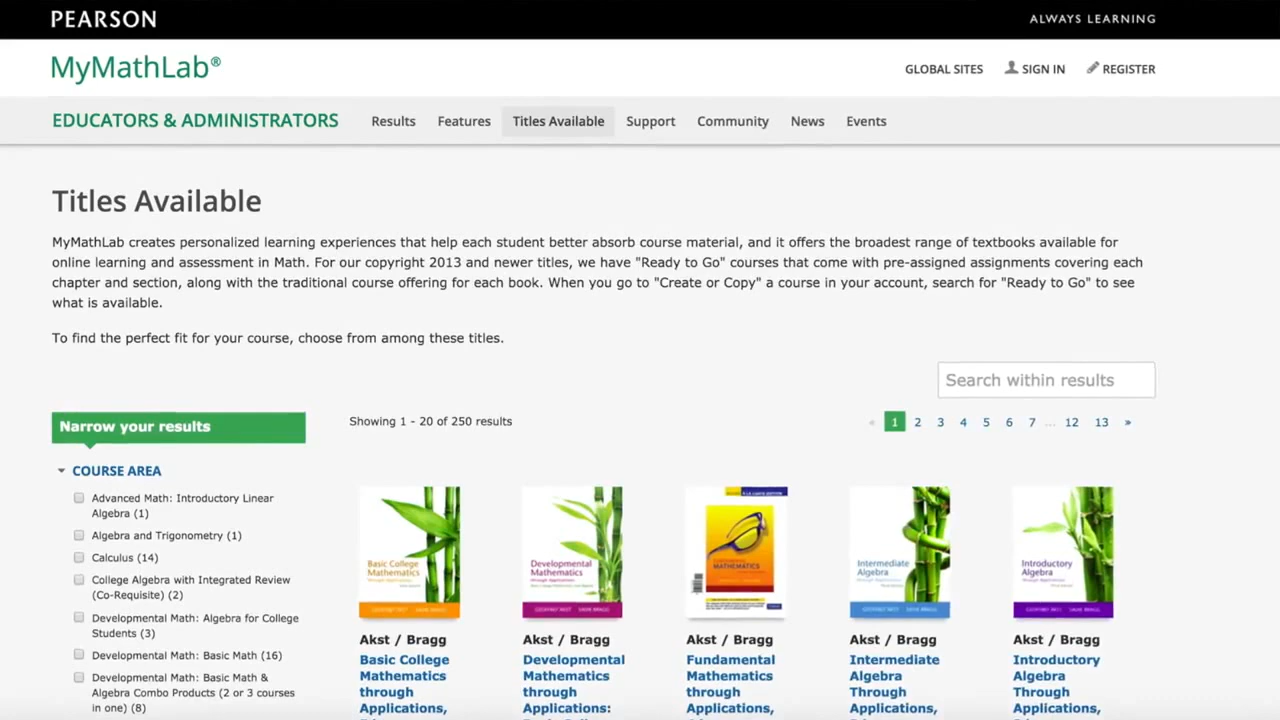 PEARSON
ALWAYS LEARNING
MyMathLab®
GLOBAL SITES
SIGN IN
REGISTER
EDUCATORS & ADMINISTRATORS
Results
Features
Titles Available
Support
Community
News
Events
Titles Available
MyMathLab creates personalized learning experiences that help each student better absorb course material, and it offers the broadest range of textbooks available for
online learning and assessment in Math. For our copyright 2013 and newer titles, we have "Ready to Go" courses that come with pre-assigned assignments covering each
chapter and section, along with the traditional course offering for each book. When you go to "Create or Copy" a course in your account, search for "Ready to Go" to see
what is available.
To find the perfect fit for your course, choose from among these titles.
Search within results
Narrow your results
Showing 1 - 20 of 250 results
« 1 2 3 4 5 6 7 ... 12 13 »
COURSE AREA
Advanced Math: Introductory Linear
Algebra (1)
Algebra and Trigonometry (1)
Calculus (14)
College Algebra with Integrated Review
(Co-Requisite) (2)
Developmental Math: Algebra for College
Students (3)
Developmental Math: Basic Math (16)
Developmental Math: Basic Math &
Algebra Combo Products (2 or 3 courses
in one) (8)
Basic College
Mathematics
through Applications
Developmental
Mathematics
through Applications
MATHEMATICS
Intermediate
Algebra
Introductory
Algebra
Akst / Bragg
Basic College
Mathematics
through
Applications,
Akst / Bragg
Developmental
Mathematics
through
Applications:
Akst / Bragg
Fundamental
Mathematics
through
Applications,
Akst / Bragg
Intermediate
Algebra
Through
Applications,
Akst / Bragg
Introductory
Algebra
Through
Applications,